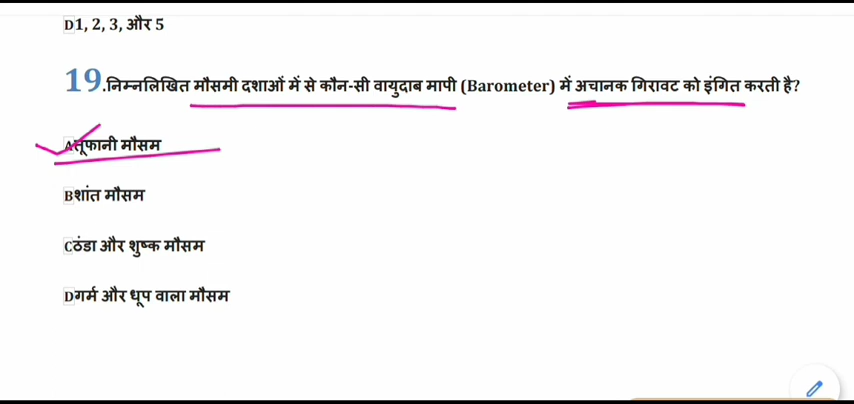 D1, 2, 3, और 5
19.निम्नलिखित मौसमी दशाओं में से कौन-सी वायुदाब मापी (Barometer) में अचानक गिरावट को इंगित करती है?
Aतूफानी मौसम
Bशांत मौसम
Cठंडा और शुष्क मौसम
Dगर्म और धूप वाला मौसम